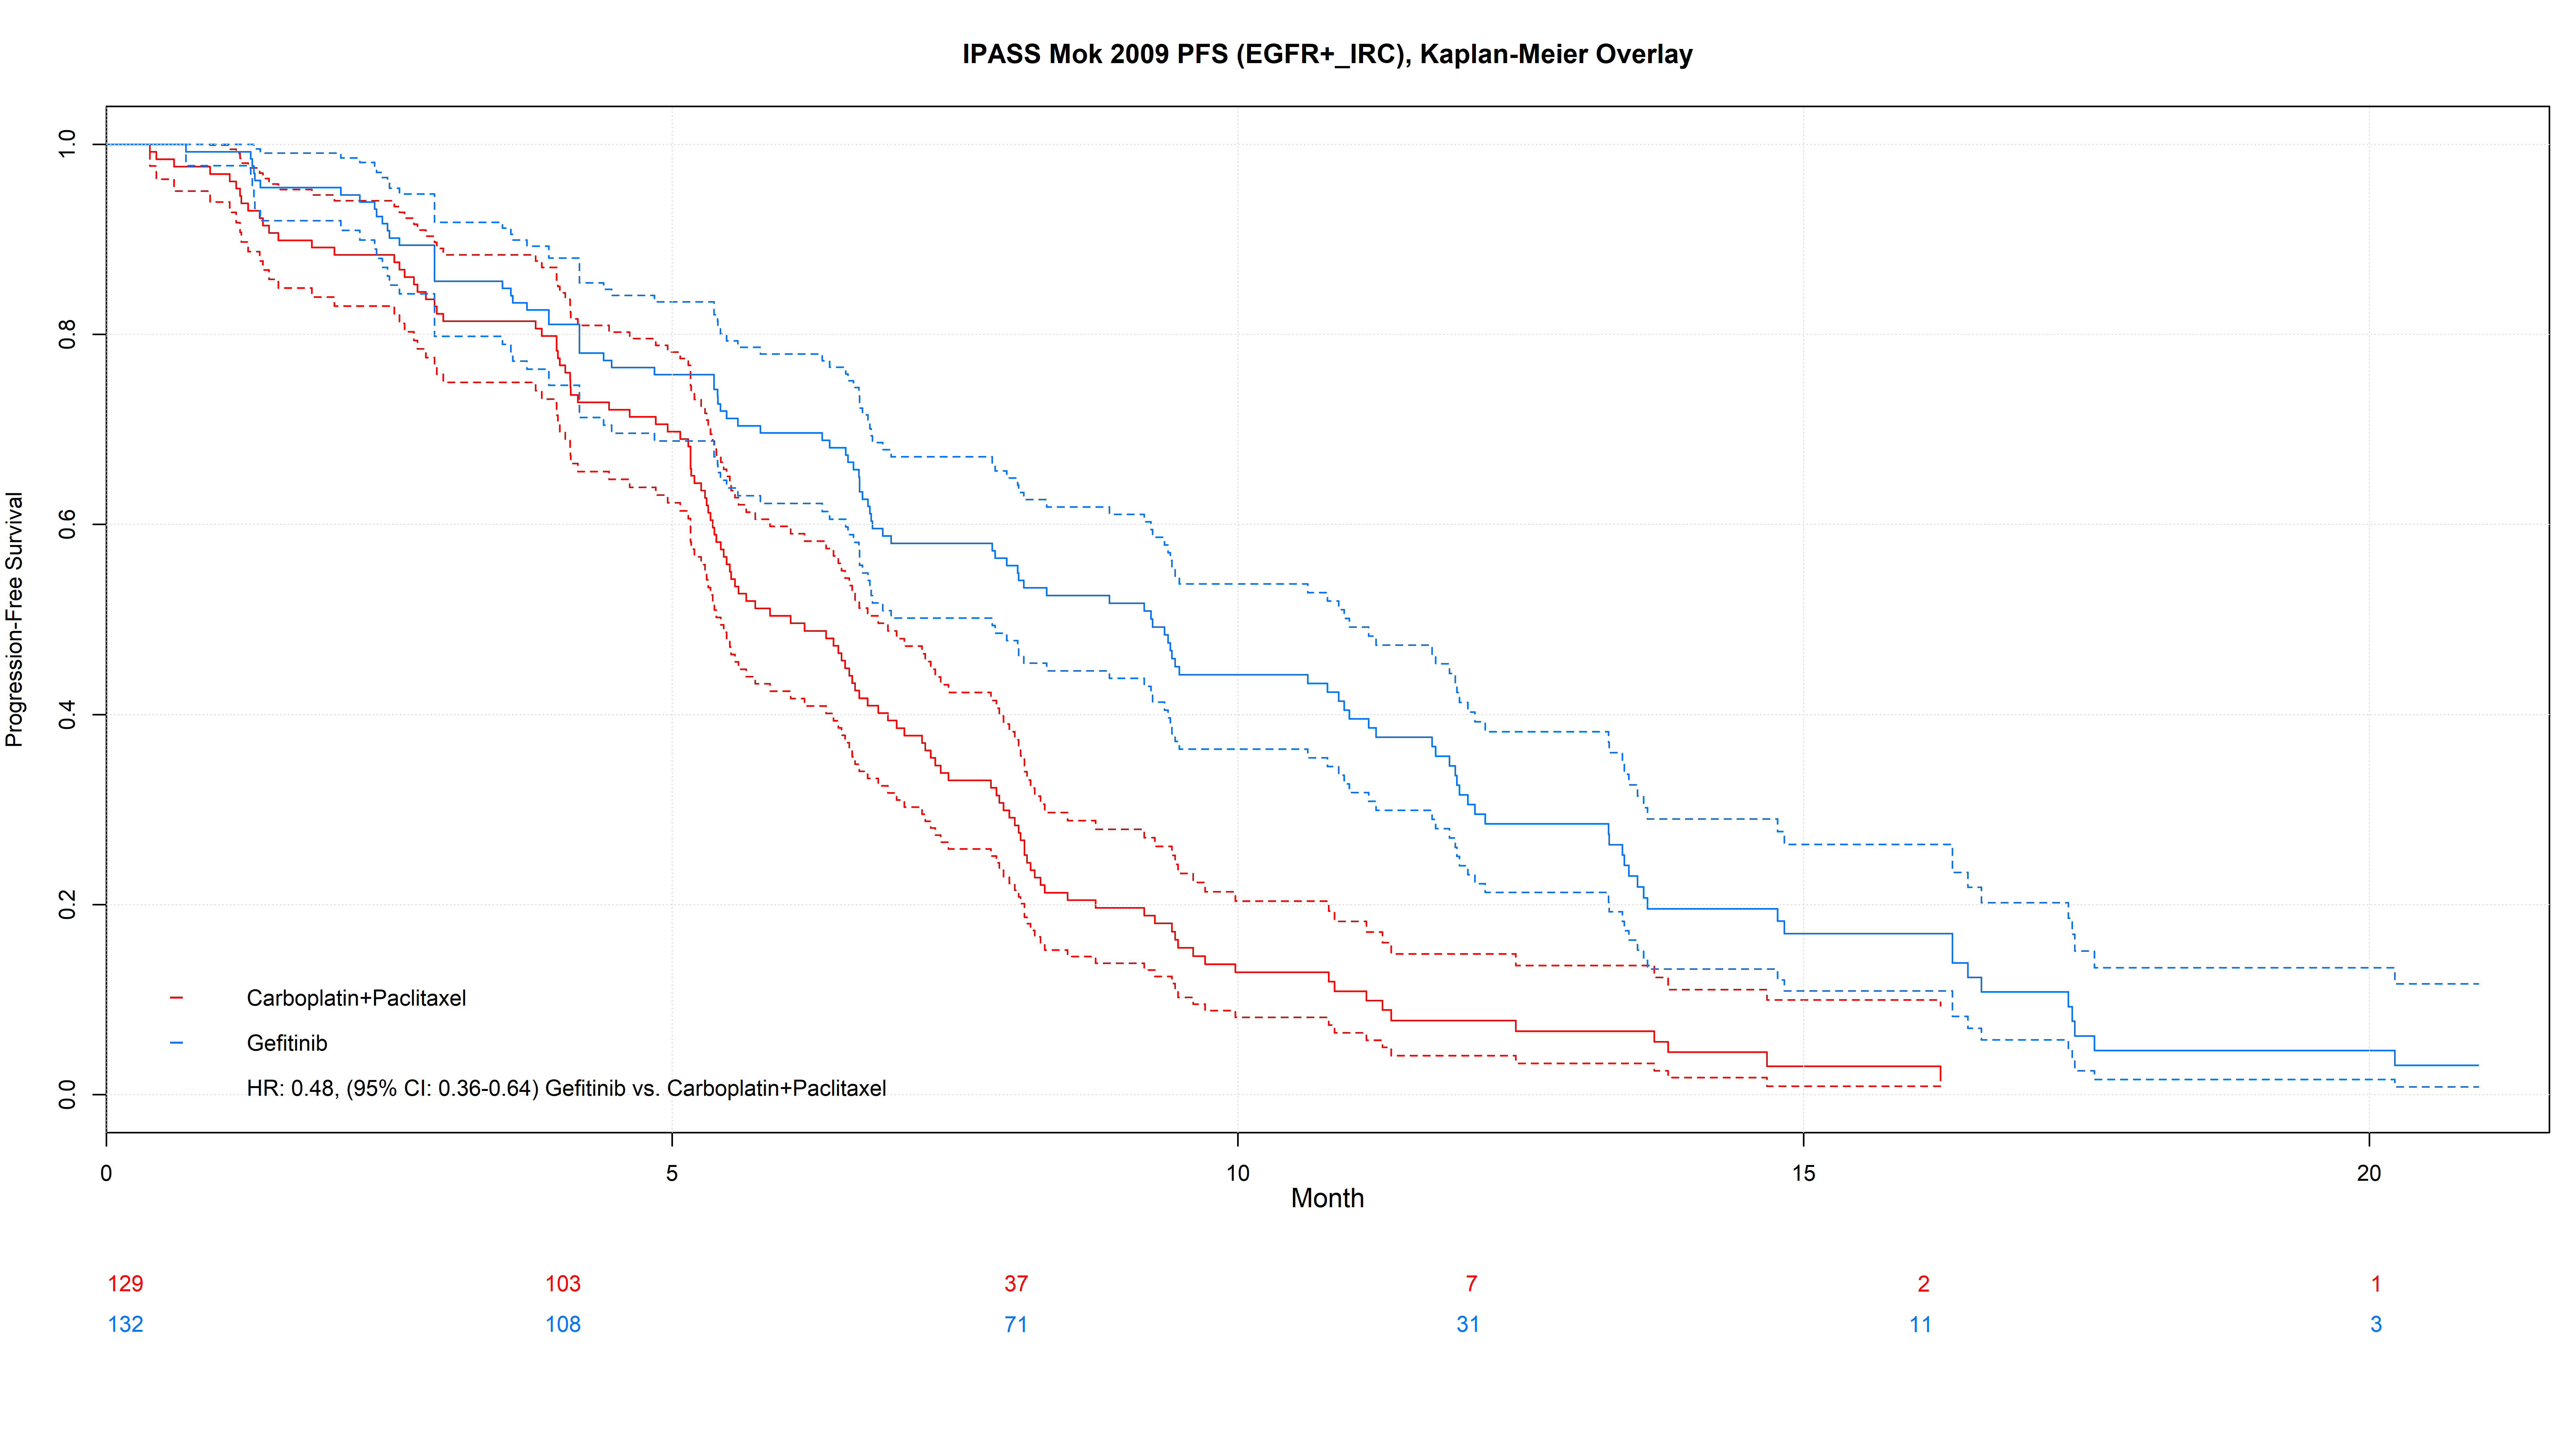 IPASS Mok 2009 PFS (EGFR+_IRC), Kaplan-Meier Overlay
Progression-Free Survival
1.0
0.8
0.6
0.4
0.2
0.0
Carboplatin+Paclitaxel
Gefitinib
HR: 0.48, (95% CI: 0.36-0.64) Gefitinib vs. Carboplatin+Paclitaxel
0 5 10 15 20
Month
129 103 37 7 2 1
132 108 71 31 11 3